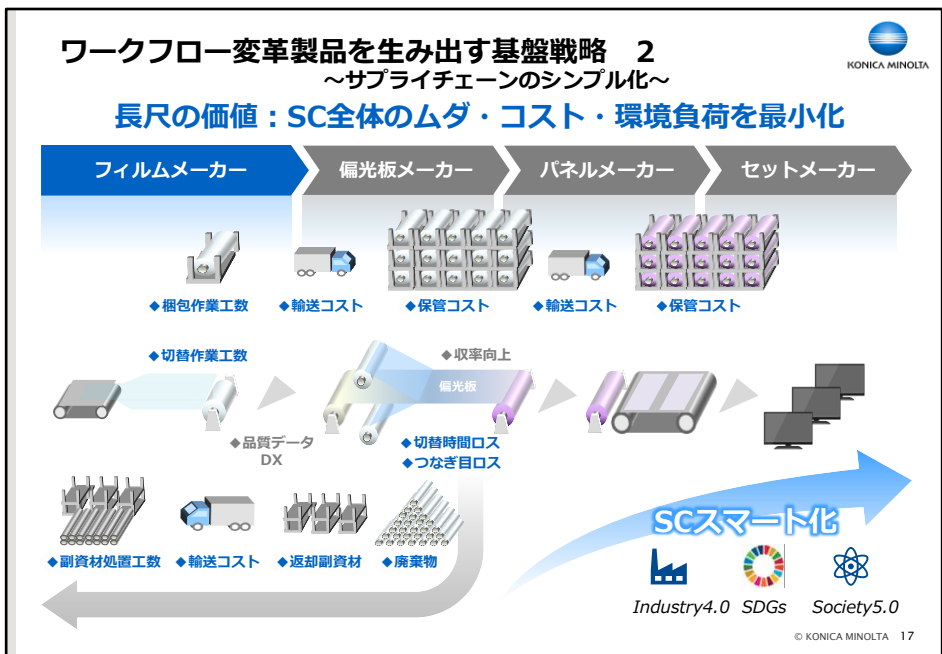 ワークフロー変革製品を生み出す基盤戦略 2
～サプライチェーンのシンプル化～
KONICA MINOLTA
長尺の価値：SC全体のムダ・コスト・環境負荷を最小化
フィルムメーカー
偏光板メーカー
パネルメーカー
セットメーカー
◆梱包作業工数
◆輸送コスト
◆保管コスト
◆輸送コスト
◆保管コスト
◆切替作業工数
◆収率向上
偏光板
◆品質データ
DX
◆切替時間ロス
◆つなぎ目ロス
◆副資材処置工数
◆輸送コスト
◆返却副資材
◆廃棄物
SCスマート化
Industry4.0
SDGs
Society5.0
© KONICA MINOLTA 17